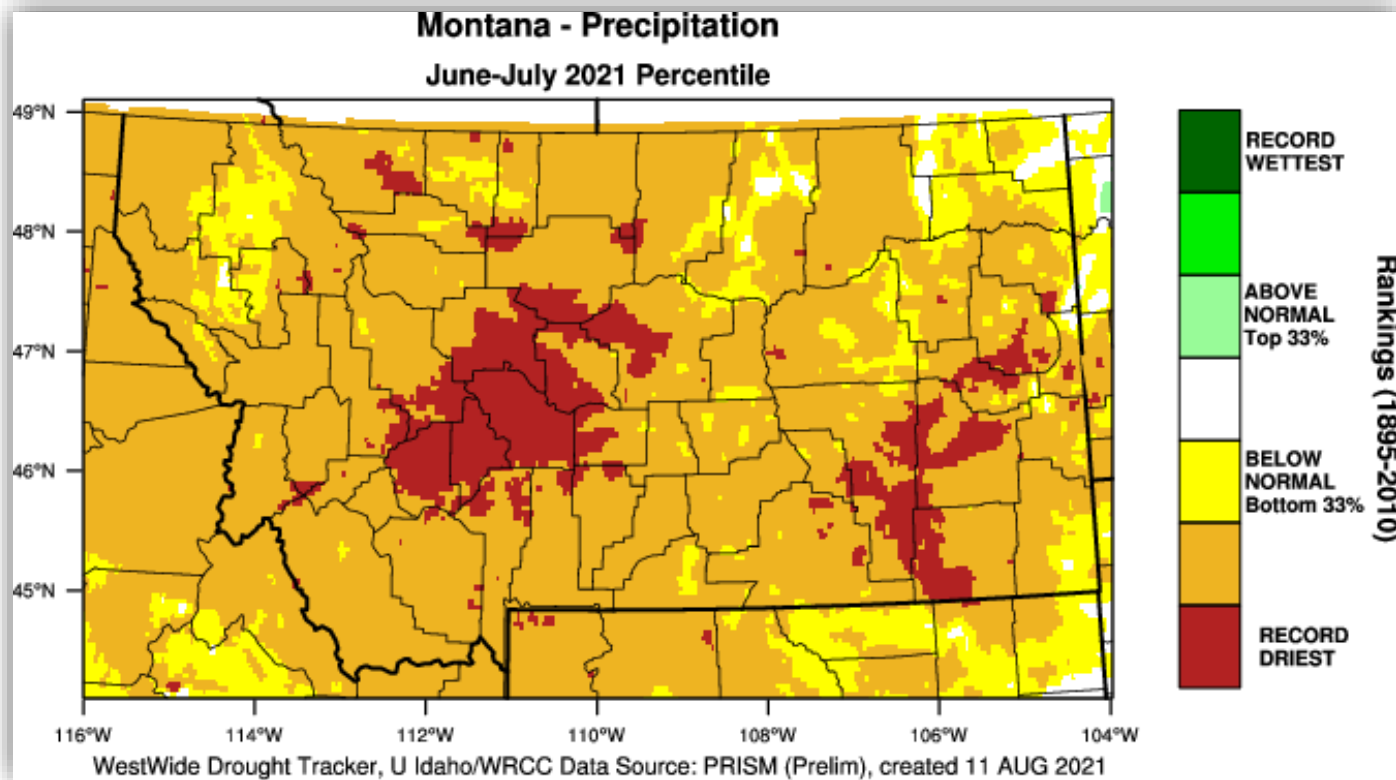 Montana - Precipitation
June-July 2021 Percentile
49°N
48°N
47°N
46°N
45°N
116°W
114°W
112°W
110°W
108°W
106°W
104°W
RECORD
WETTEST
ABOVE
NORMAL
Top 33%
BELOW
NORMAL
Bottom 33%
RECORD
DRIEST
Rankings (1895-2010)
WestWide Drought Tracker, U Idaho/WRCC Data Source: PRISM (Prelim), created 11 AUG 2021